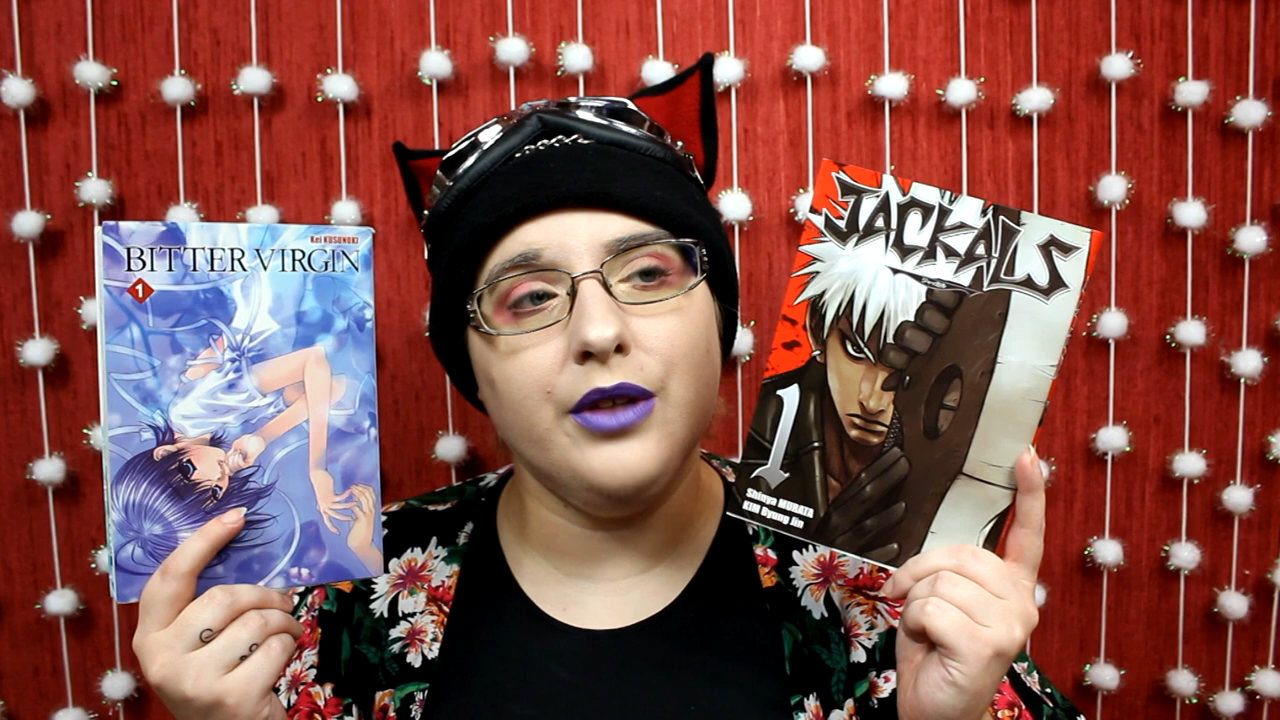 Kei KUSUNOKI
BITTER VIRGIN
1
JACKALS
1
Shinya MURATA
KIM Byung Jin